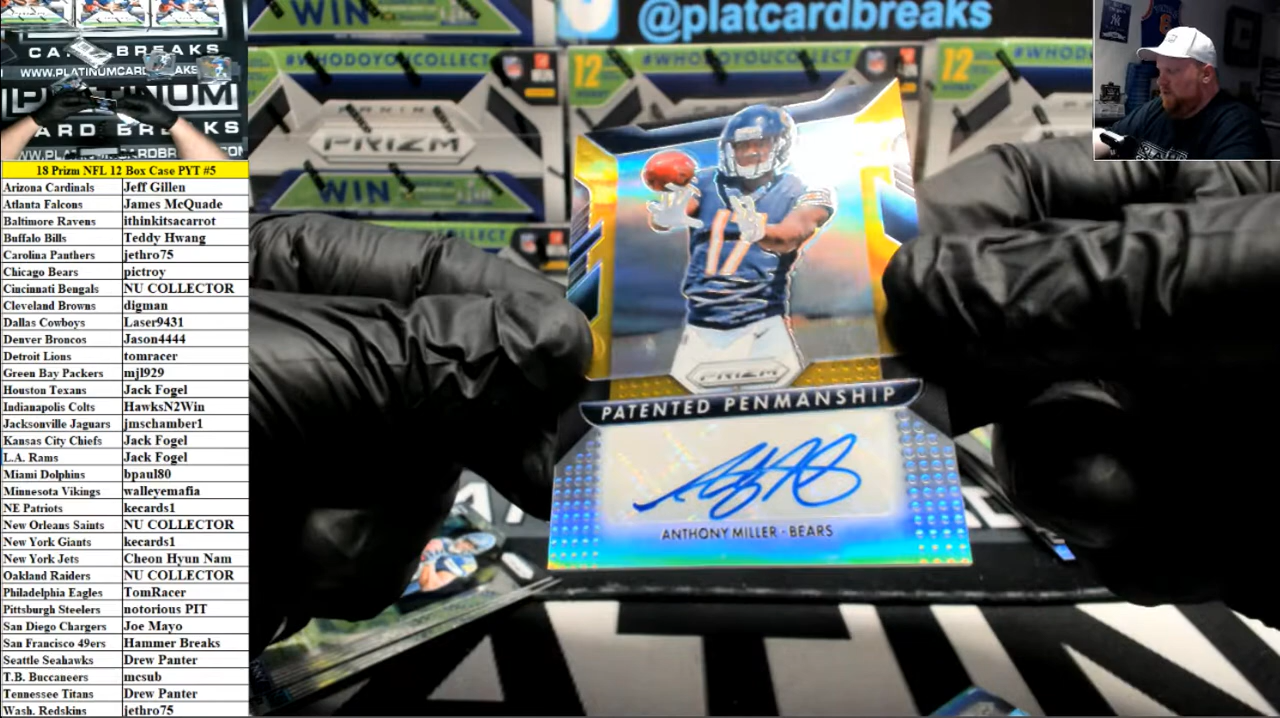 CARD BREAKS
WWW.PLATINUMCARDBREAKS
PLATINUM
CARD BREAKS
WIN
@platcardbreaks
#WHODOYOUCOLLECT
12
#WHODOYOUCOLLECT
12
PANINI
PRIZM
WIN
17
PRIZM
PATENTED PENMANSHIP
ANTHONY MILLER - BEARS
18 Prizm NFL 12 Box Case PYT #5
Arizona Cardinals Jeff Gillen
Atlanta Falcons James McQuade
Baltimore Ravens ithinkitsacarrot
Buffalo Bills Teddy Hwang
Carolina Panthers jethro75
Chicago Bears pictroy
Cincinnati Bengals NU COLLECTOR
Cleveland Browns digman
Dallas Cowboys Laser9431
Denver Broncos Jason4444
Detroit Lions tomracer
Green Bay Packers mjl929
Houston Texans Jack Fogel
Indianapolis Colts HawksN2Win
Jacksonville Jaguars jmschamber1
Kansas City Chiefs Jack Fogel
L.A. Rams Jack Fogel
Miami Dolphins bpaul80
Minnesota Vikings walleyemafia
NE Patriots kecards1
New Orleans Saints NU COLLECTOR
New York Giants kecards1
New York Jets Cheon Hyun Nam
Oakland Raiders NU COLLECTOR
Philadelphia Eagles TomRacer
Pittsburgh Steelers notorious PIT
San Diego Chargers Joe Mayo
San Francisco 49ers Hammer Breaks
Seattle Seahawks Drew Panter
T.B. Buccaneers mcsub
Tennessee Titans Drew Panter
Wash. Redskins jethro75